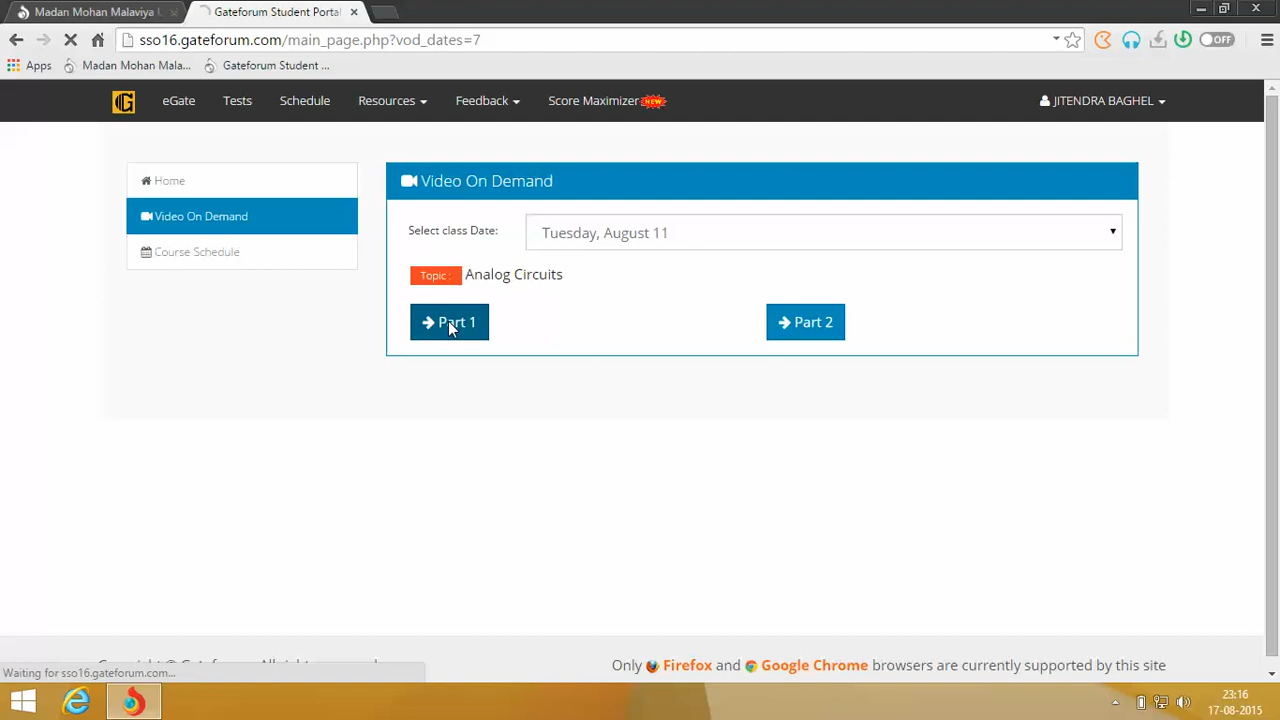 Madan Mohan Malaviya U
Gateforum Student Portal
sso16.gateforum.com/main_page.php?vod_dates=7
OFF
Apps Madan Mohan Mala... Gateforum Student ...
eGate Tests Schedule Resources Feedback Score Maximizer NEW JITENDRA BAGHEL
Home
Video On Demand
Course Schedule
Video On Demand
Select class Date: Tuesday, August 11
Topic : Analog Circuits
Part 1 Part 2
Only Firefox and Google Chrome browsers are currently supported by this site
Waiting for sso16.gateforum.com...
23:16
17-08-2015